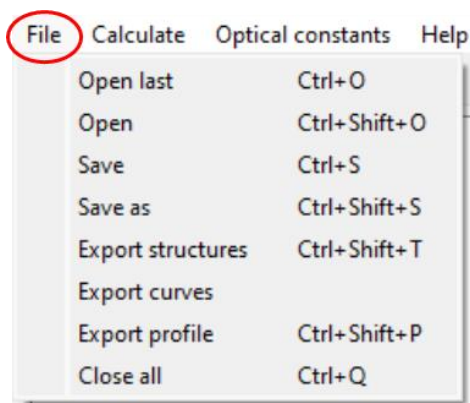 File Calculate Optical constants Help
Open last Ctrl+O
Open Ctrl+Shift+O
Save Ctrl+S
Save as Ctrl+Shift+S
Export structures Ctrl+Shift+T
Export curves
Export profile Ctrl+Shift+P
Close all Ctrl+Q